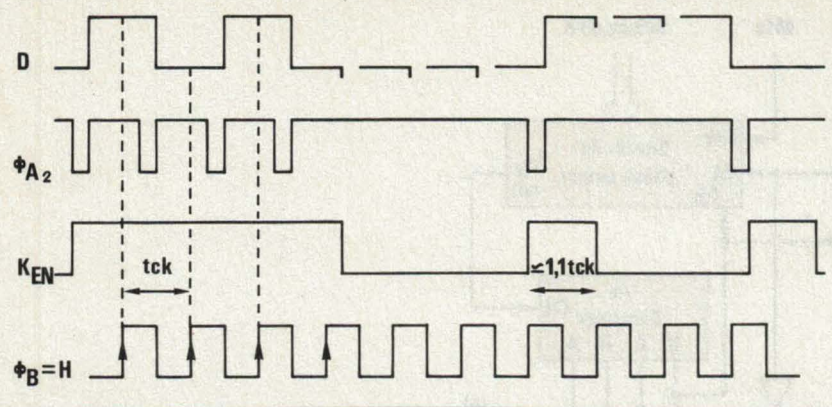 D
ΦA2
KEN
tck
≤1,1tck
ΦB=H